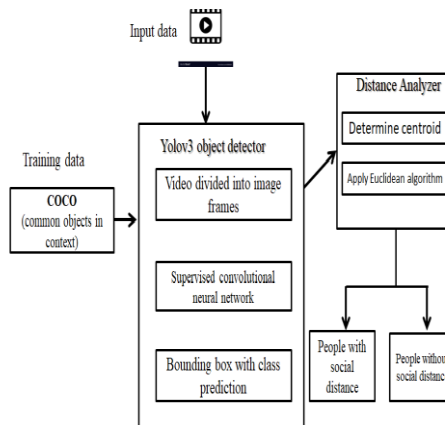 Input data
Distance Analyzer
Determine centroid
Apply Euclidean algorithm
Yolov3 object detector
Video divided into image
frames
Training data
COCO
(common objects in
context)
Supervised convolutional
neural network
Bounding box with class
prediction
People with
social
distance
People withou
social distanc